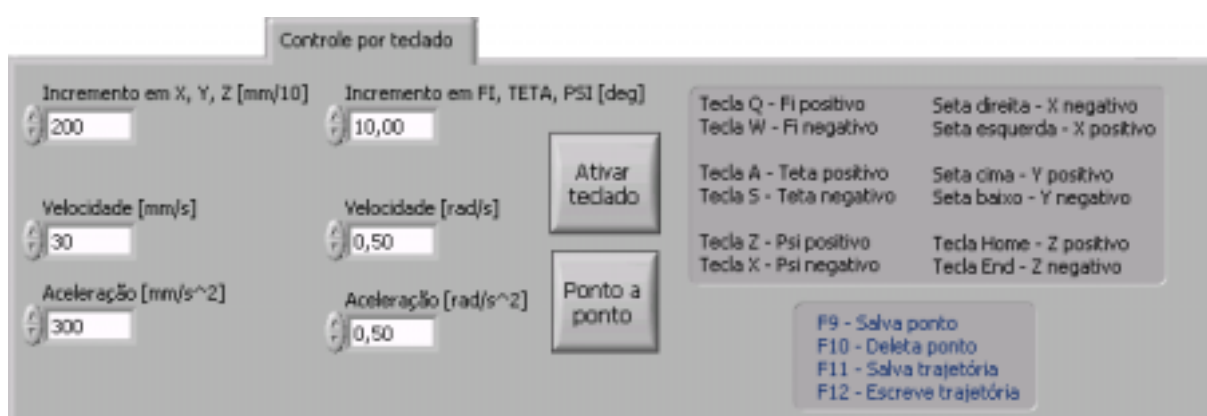 Controle por teclado
Incremento em X, Y, Z [mm/10]
200
Incremento em FI, TETA, PSI [deg]
10,00
Velocidade [mm/s]
30
Velocidade [rad/s]
0,50
Aceleração [mm/s^2]
300
Aceleração [rad/s^2]
0,50
Ativar
teclado
Ponto a
ponto
Tecla Q - Fi positivo
Tecla W - Fi negativo
Tecla A - Teta positivo
Tecla S - Teta negativo
Tecla Z - Psi positivo
Tecla X - Psi negativo
Seta direita - X negativo
Seta esquerda - X positivo
Seta cima - Y positivo
Seta baixo - Y negativo
Tecla Home - Z positivo
Tecla End - Z negativo
F9 - Salva ponto
F10 - Deleta ponto
F11 - Salva trajetória
F12 - Escreve trajetória